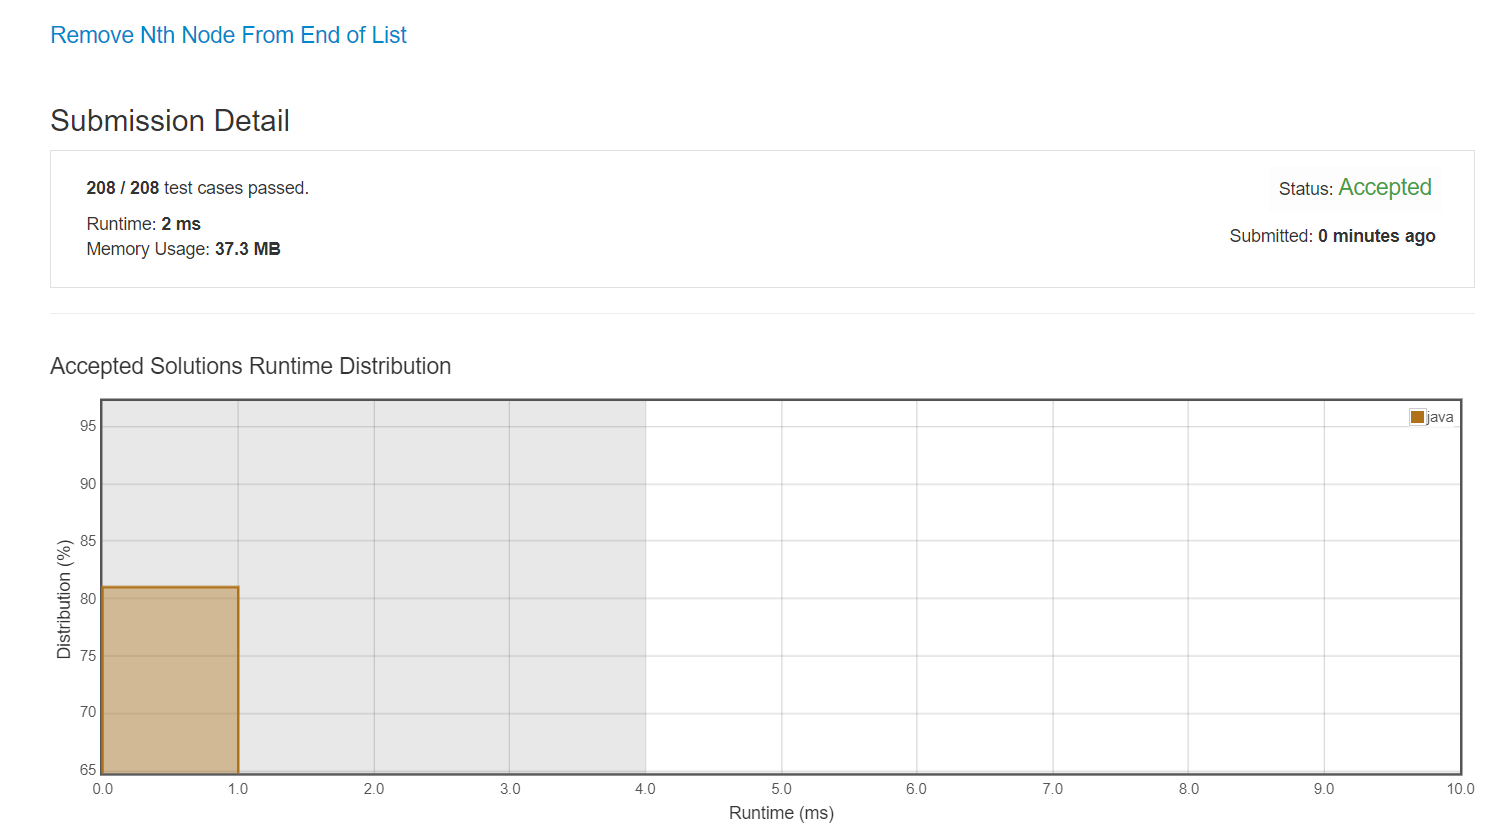 Remove Nth Node From End of List
Submission Detail
208 / 208 test cases passed.
Status: Accepted
Runtime: 2 ms
Submitted: 0 minutes ago
Memory Usage: 37.3 MB
Accepted Solutions Runtime Distribution
java
Distribution (%)
95
90
85
80
75
70
65
0.0 1.0 2.0 3.0 4.0 5.0 6.0 7.0 8.0 9.0 10.0
Runtime (ms)